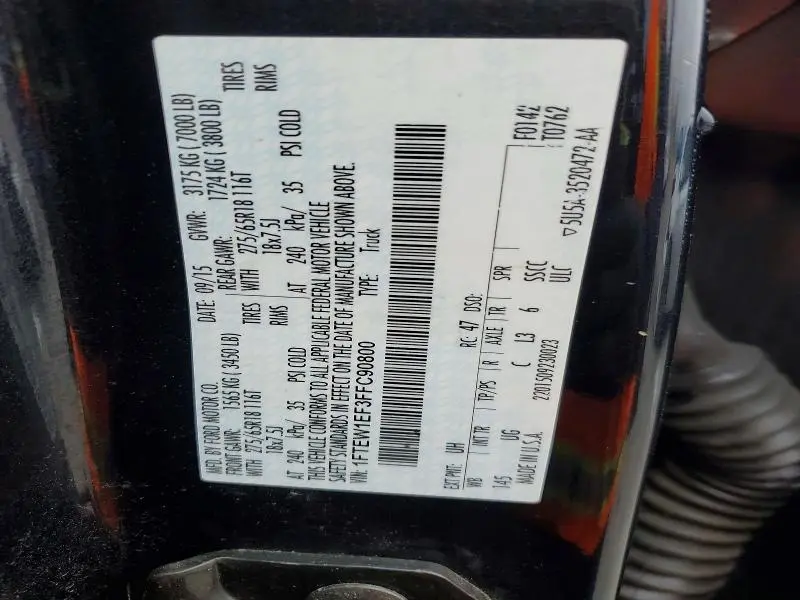 MFD. BY FORD MOTOR CO.
DATE: 09/15 GVWR: 3175 KG ( 7000 LB)
FRONT GAWR: 1565 KG ( 3450 LB) REAR GAWR: 1724 KG ( 3800 LB)
WITH 275/65R18 116T TIRES WITH 275/65R18 116T TIRES
18x7.5J RIMS 18x7.5J RIMS
AT 240 kPa/ 35 PSI COLD AT 240 kPa/ 35 PSI COLD
THIS VEHICLE CONFORMS TO ALL APPLICABLE FEDERAL MOTOR VEHICLE
SAFETY STANDARDS IN EFFECT ON THE DATE OF MANUFACTURE SHOWN ABOVE.
VIN: 1FTEW1EF3FFC90800 TYPE: Truck
F0142
EXT PNT: UH RC: 47 DSO: T0762
WB INTR TP/PS R AXLE TR SPR
145 UG C L3 6 SSCC
MADE IN U.S.A. 2201509230023 ULC
▽5U5A-3520472-AA